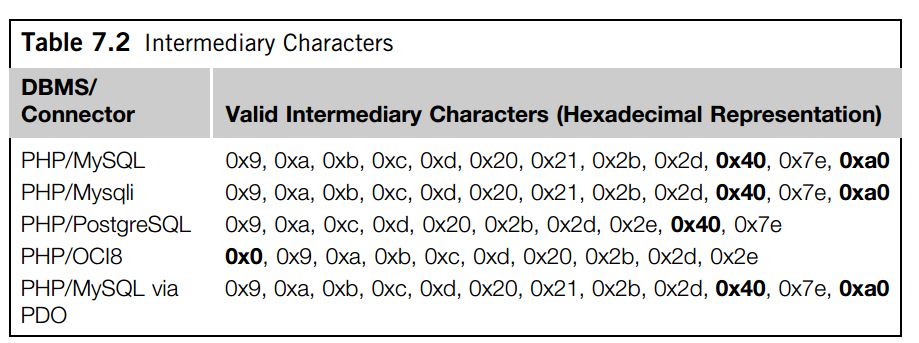 Table 7.2 Intermediary Characters
DBMS/
Connector Valid Intermediary Characters (Hexadecimal Representation)
PHP/MySQL 0x9, 0xa, 0xb, 0xc, 0xd, 0x20, 0x21, 0x2b, 0x2d, 0x40, 0x7e, 0xa0
PHP/Mysqli 0x9, 0xa, 0xb, 0xc, 0xd, 0x20, 0x21, 0x2b, 0x2d, 0x40, 0x7e, 0xa0
PHP/PostgreSQL 0x9, 0xa, 0xc, 0xd, 0x20, 0x2b, 0x2d, 0x2e, 0x40, 0x7e
PHP/OCI8 0x0, 0x9, 0xa, 0xb, 0xc, 0xd, 0x20, 0x2b, 0x2d, 0x2e
PHP/MySQL via 0x9, 0xa, 0xb, 0xc, 0xd, 0x20, 0x21, 0x2b, 0x2d, 0x40, 0x7e, 0xa0
PDO